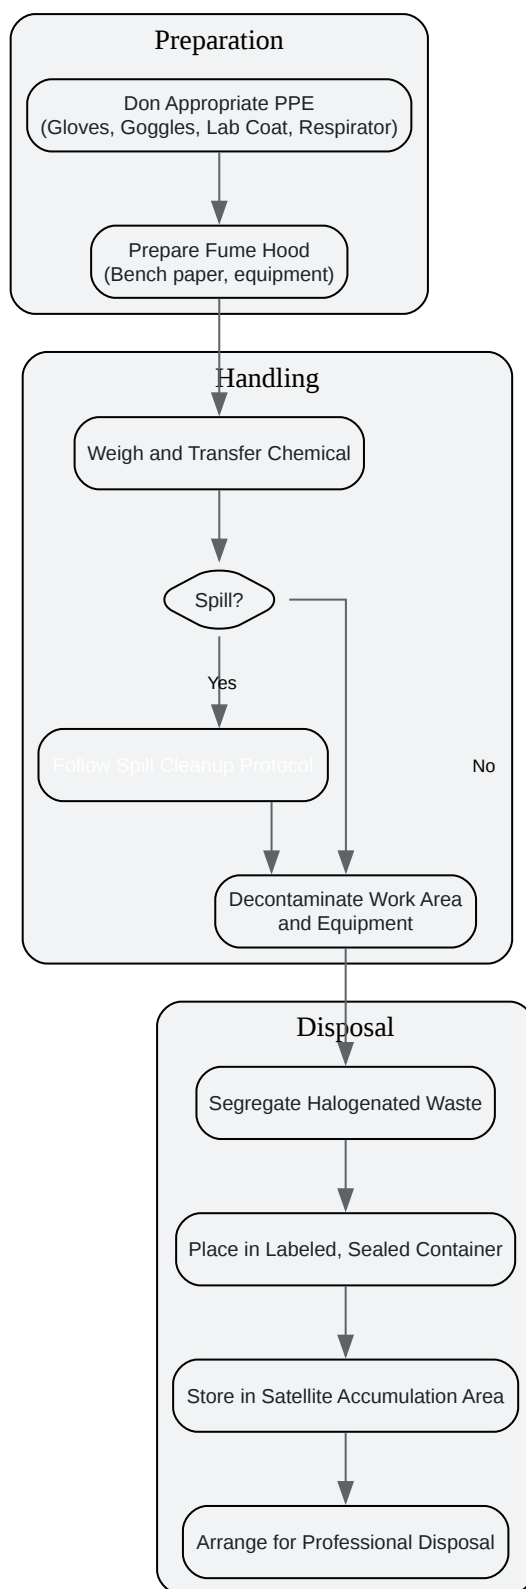 Preparation
Don Appropriate PPE
(Gloves, Goggles, Lab Coat, Respirator)
Prepare Fume Hood
(Bench paper, equipment)
Handling
Weigh and Transfer Chemical
Spill?
Yes
Follow Spill Cleanup Protocol
No
Decontaminate Work Area
and Equipment
Disposal
Segregate Halogenated Waste
Place in Labeled, Sealed Container
Store in Satellite Accumulation Area
Arrange for Professional Disposal